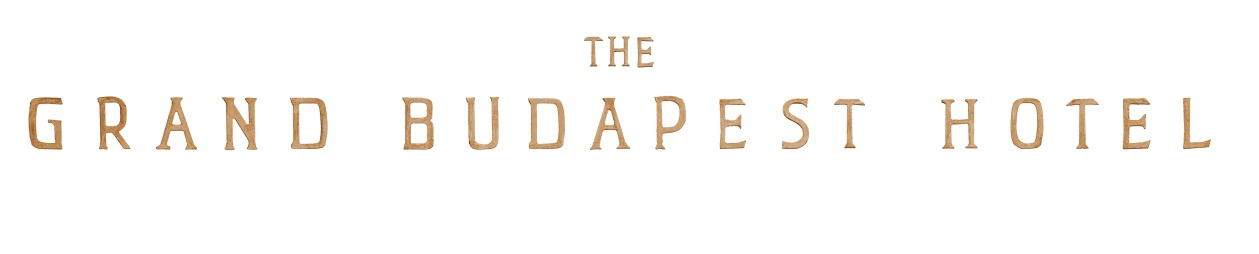 THE
GRAND BUDAPEST HOTEL